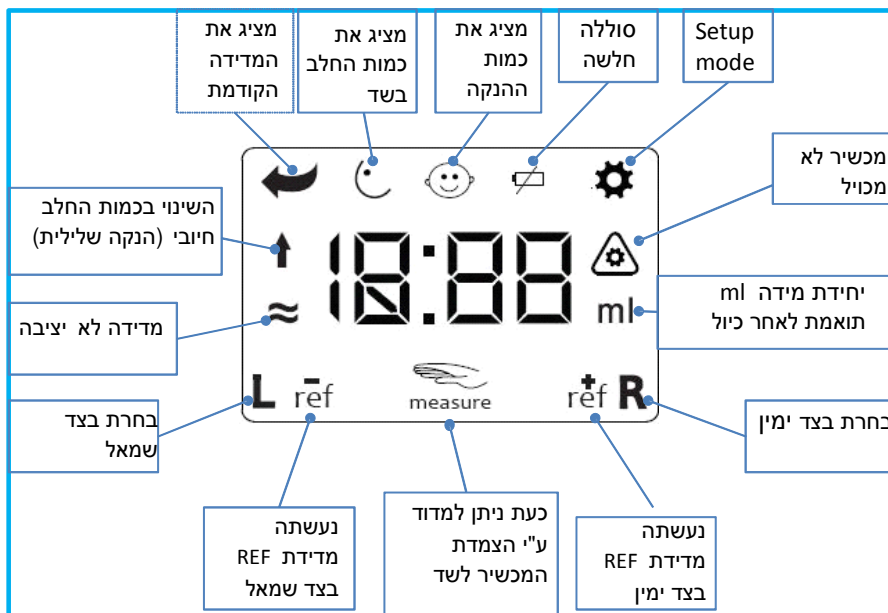 מציג את
המדידה
הקודמת
מציג את
כמות החלב
בשד
מציג את
כמות
ההנקה
סוללה
חלשה
Setup
mode
מכשיר לא
מכויל
השינוי בכמות החלב
חיובי (הנקה שלילית)
18:88
יחידת מידה ml
תואמת לאחר כיול
ml
מדידה לא יציבה
L
ref
measure
ref
R
בחרת בצד
שמאל
בחרת בצד ימין
נעשתה
מדידת REF
בצד שמאל
כעת ניתן למדוד
ע"י הצמדת
המכשיר לשד
נעשתה
מדידת REF
בצד ימין